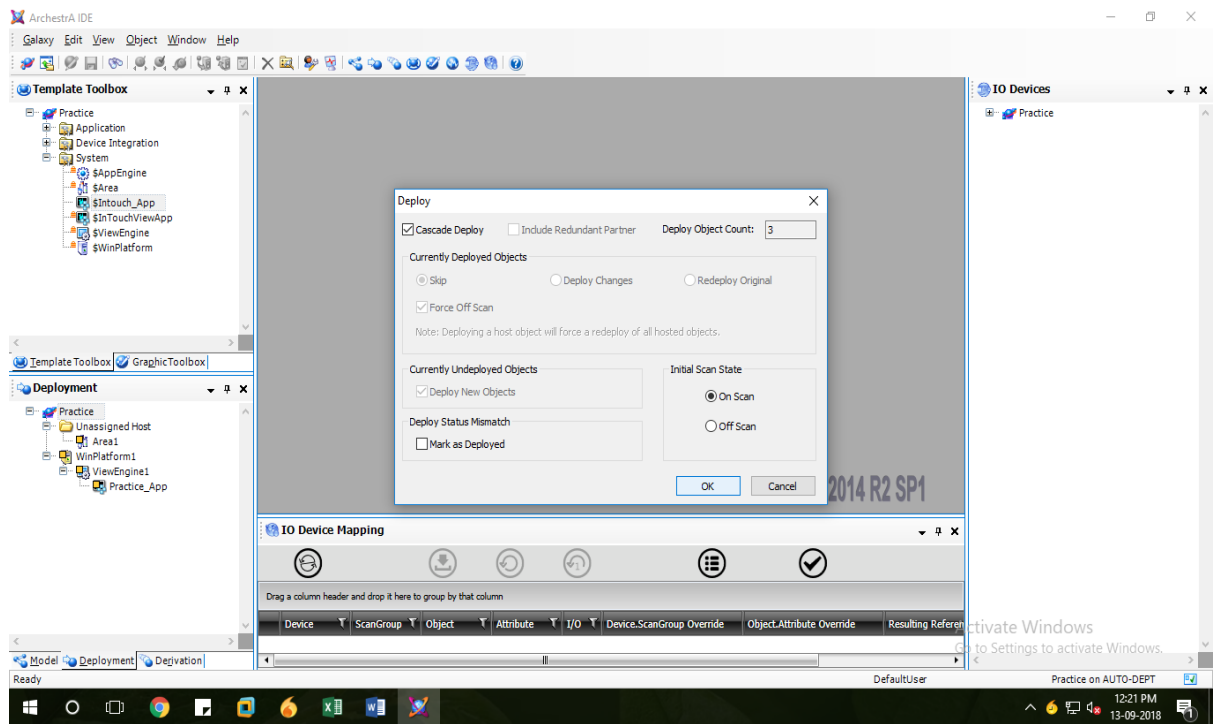 ArchestrA IDE
Galaxy Edit View Object Window Help
Template Toolbox
Practice
Application
Device Integration
System
$AppEngine
$Area
$Intouch_App
$InTouchViewApp
$ViewEngine
$WinPlatform
Template Toolbox GraphicToolbox
Deployment
Practice
Unassigned Host
Area1
WinPlatform1
ViewEngine1
Practice_App
Model Deployment Derivation
Deploy
Cascade Deploy Include Redundant Partner Deploy Object Count: 3
Currently Deployed Objects
Skip Deploy Changes Redeploy Original
Force Off Scan
Note: Deploying a host object will force a redeploy of all hosted objects.
Currently Undeployed Objects
Deploy New Objects
Deploy Status Mismatch
Mark as Deployed
Initial Scan State
On Scan
Off Scan
OK Cancel
2014 R2 SP1
IO Devices
Practice
IO Device Mapping
Drag a column header and drop it here to group by that column
Device ScanGroup Object Attribute I/O Device.ScanGroup Override Object.Attribute Override Resulting
Activate Windows
Go to Settings to activate Windows.
Ready DefaultUser Practice on AUTO-DEPT
12:21 PM
13-09-2018